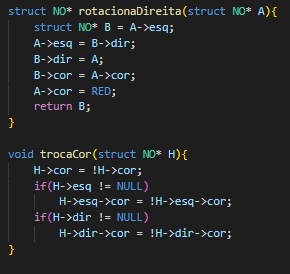 struct NO* rotacionaDireita(struct NO* A){
    struct NO* B = A->esq;
    A->esq = B->dir;
    B->dir = A;
    B->cor = A->cor;
    A->cor = RED;
    return B;
}

void trocaCor(struct NO* H){
    H->cor = !H->cor;
    if(H->esq != NULL)
        H->esq->cor = !H->esq->cor;
    if(H->dir != NULL)
        H->dir->cor = !H->dir->cor;
}